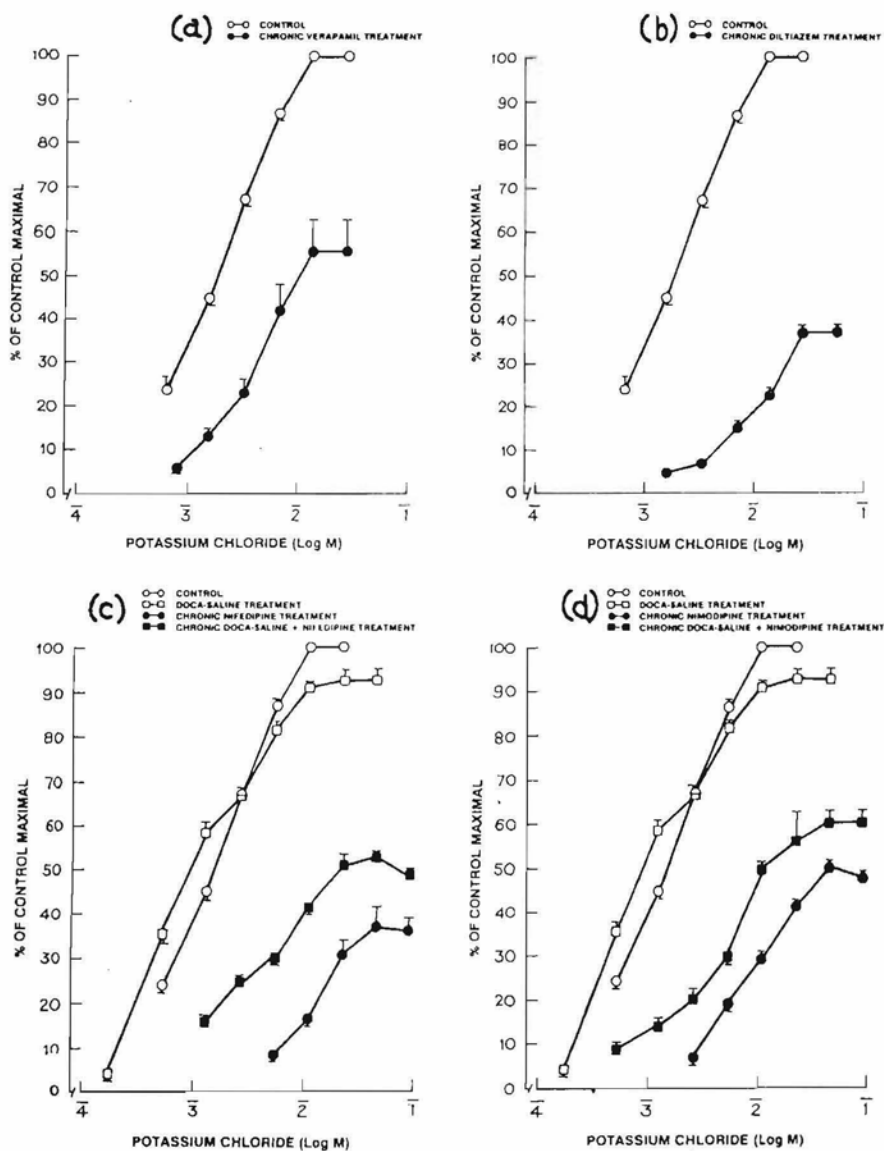 (a)
CONTROL
CHRONIC VERAPAMIL TREATMENT
100
90
80
70
60
50
40
30
20
10
0
% OF CONTROL MAXIMAL
4̅ 3̅ 2̅ 1̅
POTASSIUM CHLORIDE (Log M)
(b)
CONTROL
CHRONIC DILTIAZEM TREATMENT
100
90
80
70
60
50
40
30
20
10
0
% OF CONTROL MAXIMAL
4̅ 3̅ 2̅ 1̅
POTASSIUM CHLORIDE (Log M)
(c)
CONTROL
DOCA-SALINE TREATMENT
CHRONIC NIFEDIPINE TREATMENT
CHRONIC DOCA-SALINE + NIFEDIPINE TREATMENT
100
90
80
70
60
50
40
30
20
10
0
% OF CONTROL MAXIMAL
4̅ 3̅ 2̅ 1̅
POTASSIUM CHLORIDE (Log M)
(d)
CONTROL
DOCA-SALINE TREATMENT
CHRONIC NIMODIPINE TREATMENT
CHRONIC DOCA-SALINE + NIMODIPINE TREATMENT
100
90
80
70
60
50
40
30
20
10
0
% OF CONTROL MAXIMAL
4̅ 3̅ 2̅ 1̅
POTASSIUM CHLORIDE (Log M)